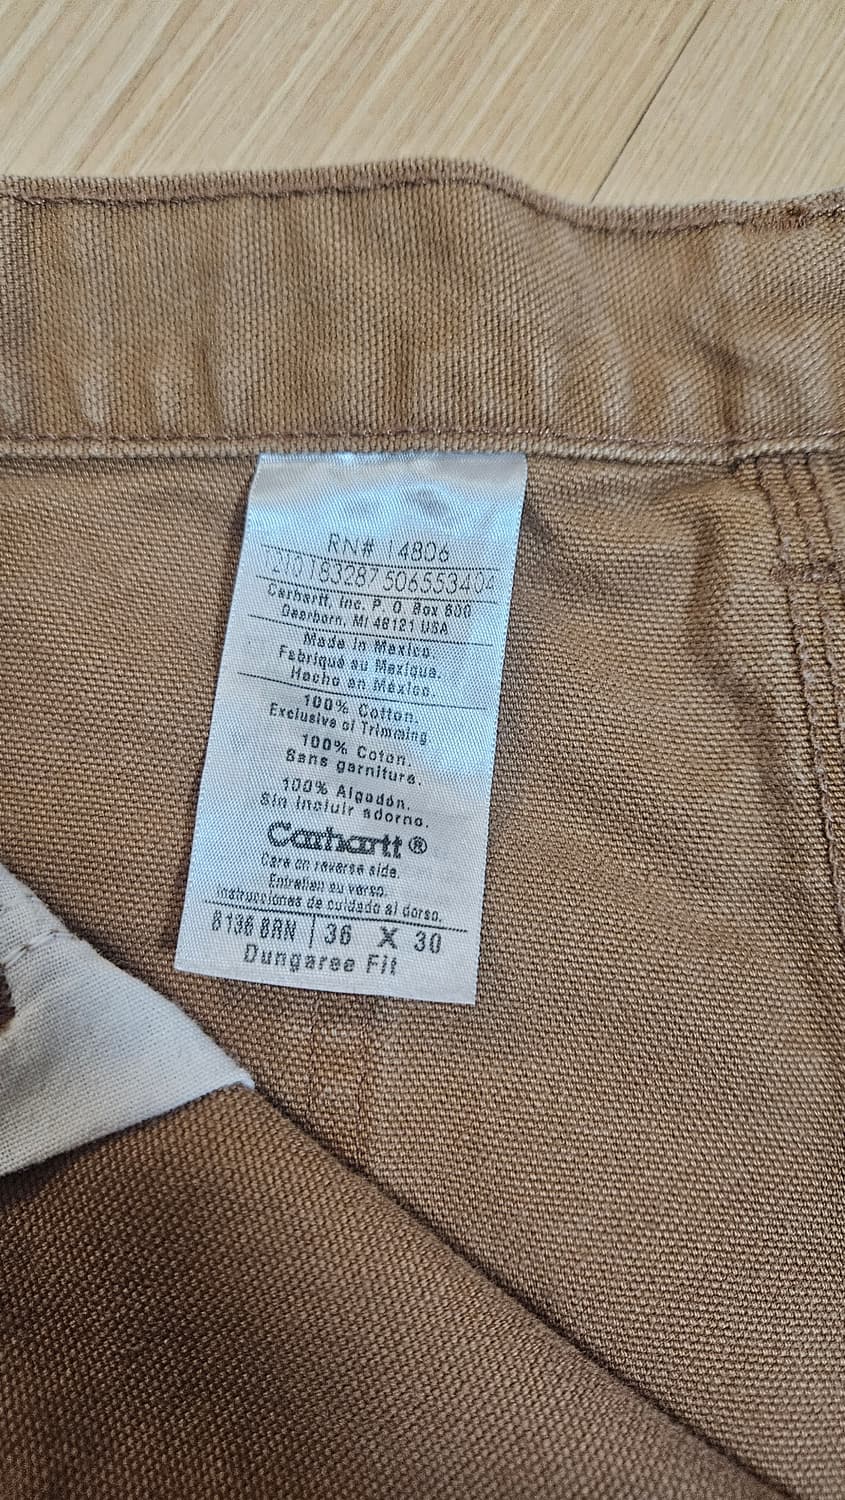 RN# 14806
1210183287 506553404
Carhartt, Inc. P. O. Box 600
Dearborn, MI 48121 USA
Made in Mexico.
Fabriqué au Mexique.
Hecho en México.
100% Cotton.
Exclusive of Trimming
100% Coton.
Sans garniture.
100% Algodón.
Sin incluir adorno.
Carhartt®
Care on reverse side.
Entretien au verso.
Instrucciones de cuidado al dorso.
B136 BRN | 36 X 30
Dungaree Fit